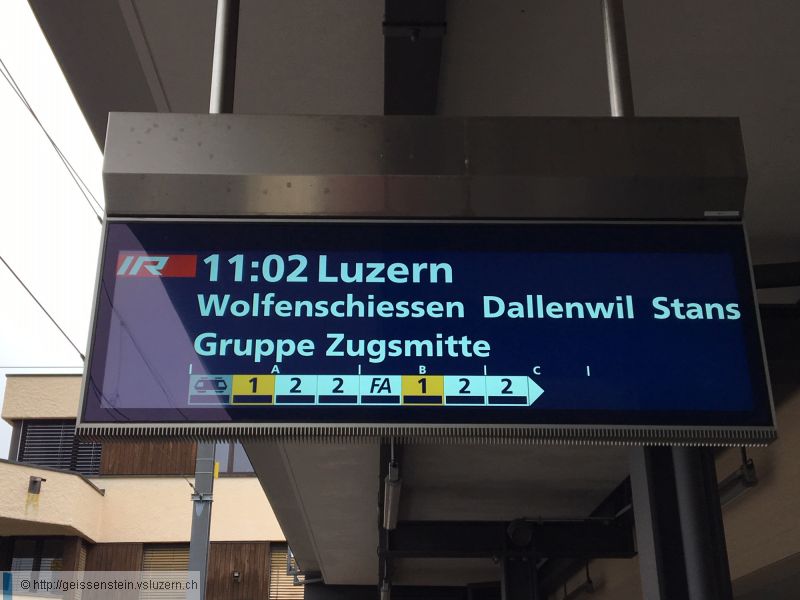 IR 11:02 Luzern
Wolfenschiessen Dallenwil Stans
Gruppe Zugsmitte
A B C
1 2 2 FA 1 2 2
© http://geissenstein.vsluzern.ch